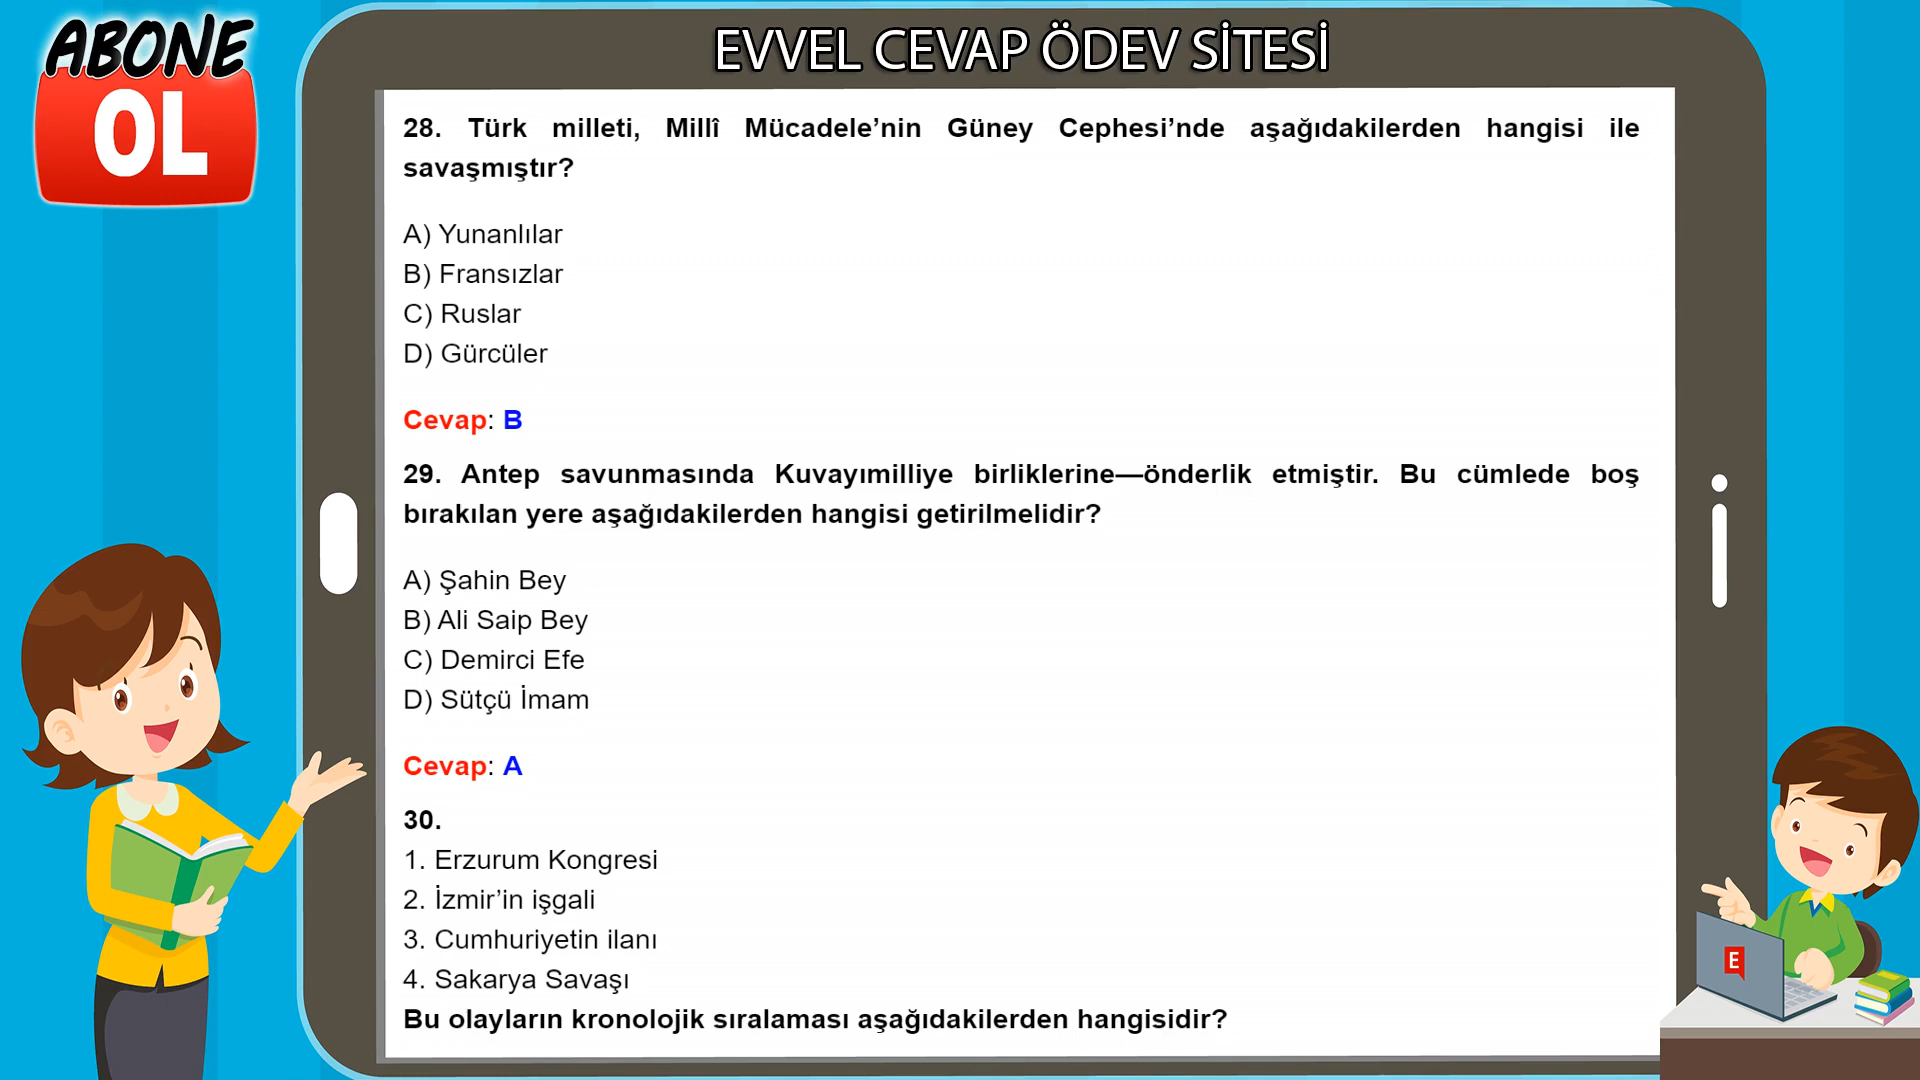 ABONE
OL
EVVEL CEVAP ÖDEV SİTESİ
28. Türk milleti, Millî Mücadele’nin Güney Cephesi’nde aşağıdakilerden hangisi ile
savaşmıştır?
A) Yunanlılar
B) Fransızlar
C) Ruslar
D) Gürcüler
Cevap: B
29. Antep savunmasında Kuvayımilliye birliklerine—önderlik etmiştir. Bu cümlede boş
bırakılan yere aşağıdakilerden hangisi getirilmelidir?
A) Şahin Bey
B) Ali Saip Bey
C) Demirci Efe
D) Sütçü İmam
Cevap: A
30.
1. Erzurum Kongresi
2. İzmir’in işgali
3. Cumhuriyetin ilanı
4. Sakarya Savaşı
Bu olayların kronolojik sıralaması aşağıdakilerden hangisidir?
E